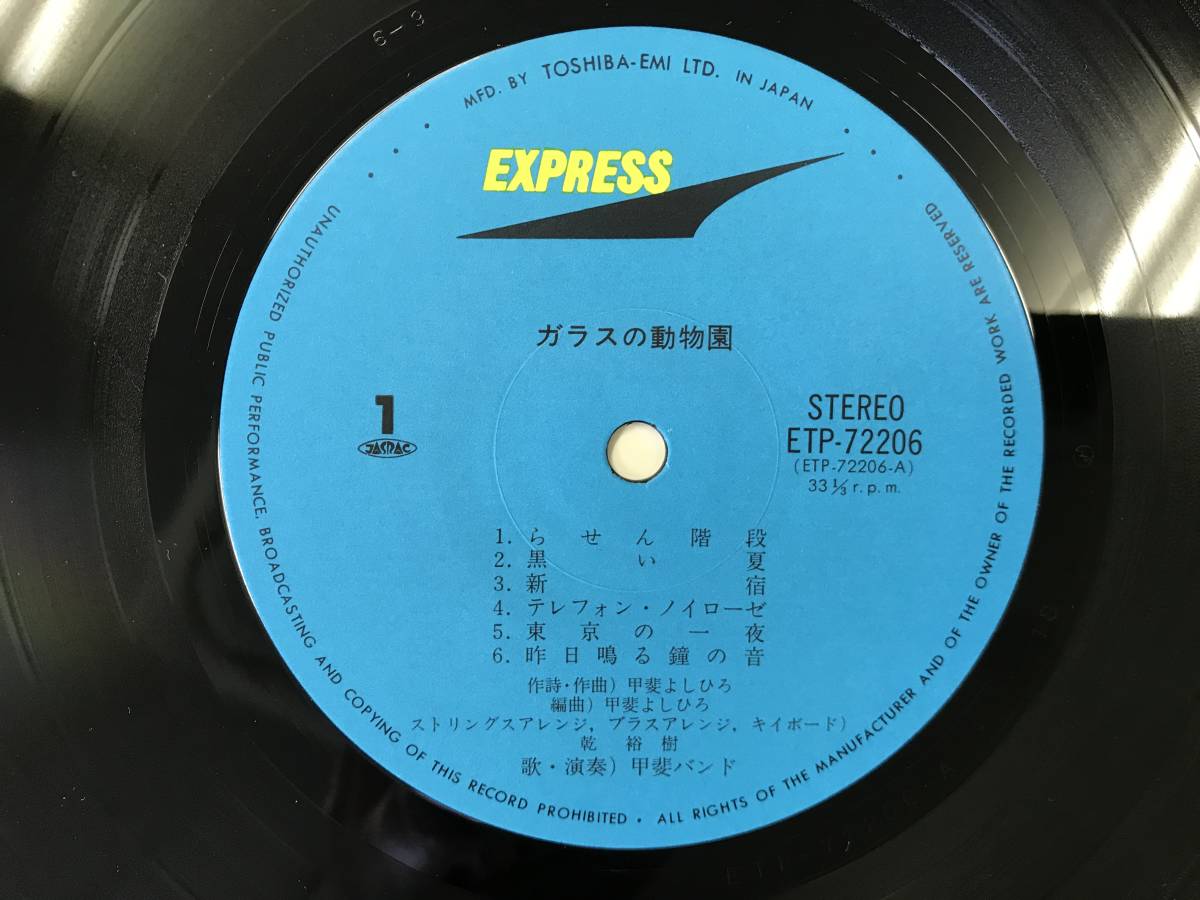 6-9
MFD. BY TOSHIBA-EMI LTD. IN JAPAN
EXPRESS
ガラスの動物園
1
JASRAC
STEREO
ETP-72206
(ETP-72206-A)
33 1/3 r.p.m.
1. らせん階段
2. 黒い夏
3. 新宿
4. テレフォン・ノイローゼ
5. 東京の一夜
6. 昨日鳴る鐘の音
作詩・作曲) 甲斐よしひろ
編曲) 甲斐よしひろ
ストリングスアレンジ, ブラスアレンジ, キイボード)
乾裕樹
歌・演奏) 甲斐バンド
UNAUTHORIZED PUBLIC PERFORMANCE, BROADCASTING AND COPYING OF THIS RECORD PROHIBITED . ALL RIGHTS OF THE MANUFACTURER AND OF THE OWNER OF THE RECORDED WORK ARE RESERVED